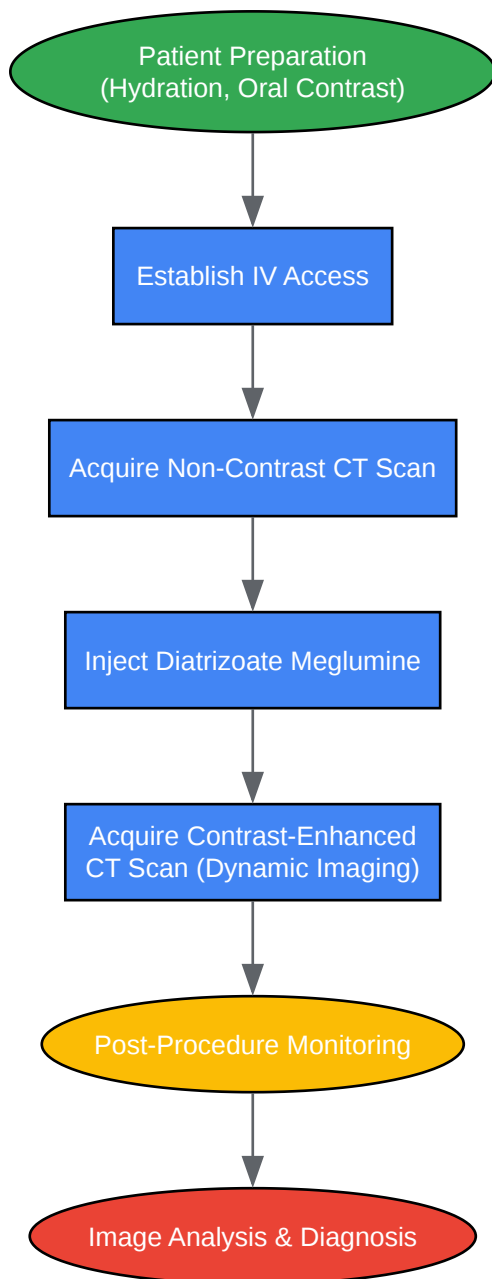 Patient Preparation
(Hydration, Oral Contrast)
Establish IV Access
Acquire Non-Contrast CT Scan
Inject Diatrizoate Meglumine
Acquire Contrast-Enhanced
CT Scan (Dynamic Imaging)
Post-Procedure Monitoring
Image Analysis & Diagnosis